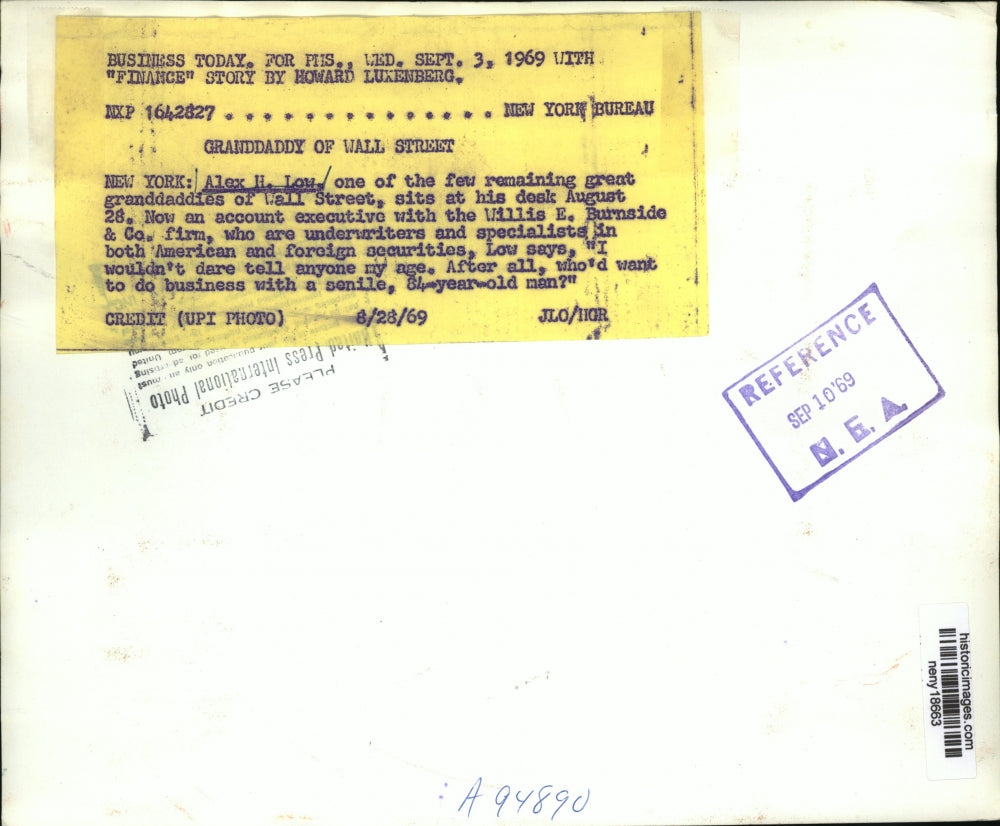 BUSINESS TODAY. FOR PMS., WED. SEPT. 3, 1969 WITH
"FINANCE" STORY BY HOWARD LUXENBERG.
NXP 1642827 . . . . . . . . . . . . . . NEW YORK BUREAU
GRANDDADDY OF WALL STREET
NEW YORK: Alex H. Low, one of the few remaining great
granddaddies of Wall Street, sits at his desk August
28. Now an account executive with the Willis E. Burnside
& Co. firm, who are underwriters and specialists in
both American and foreign securities, Low says, "I
wouldn't dare tell anyone my age. After all, who'd want
to do business with a senile, 84-year-old man?"
CREDIT (UPI PHOTO) 8/28/69 JLO/HGR
PLEASE CREDIT
United Press International Photo
REFERENCE
SEP 10 '69
N. E. A.
historicimages.com
neny18663
A 94890